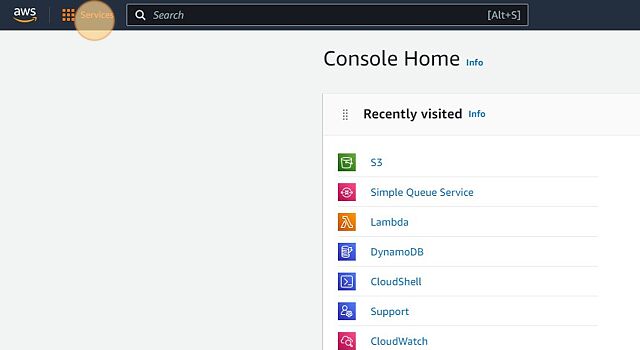 aws
Services
Search
[Alt+S]
Console Home Info
Recently visited Info
S3
Simple Queue Service
Lambda
DynamoDB
CloudShell
Support
CloudWatch